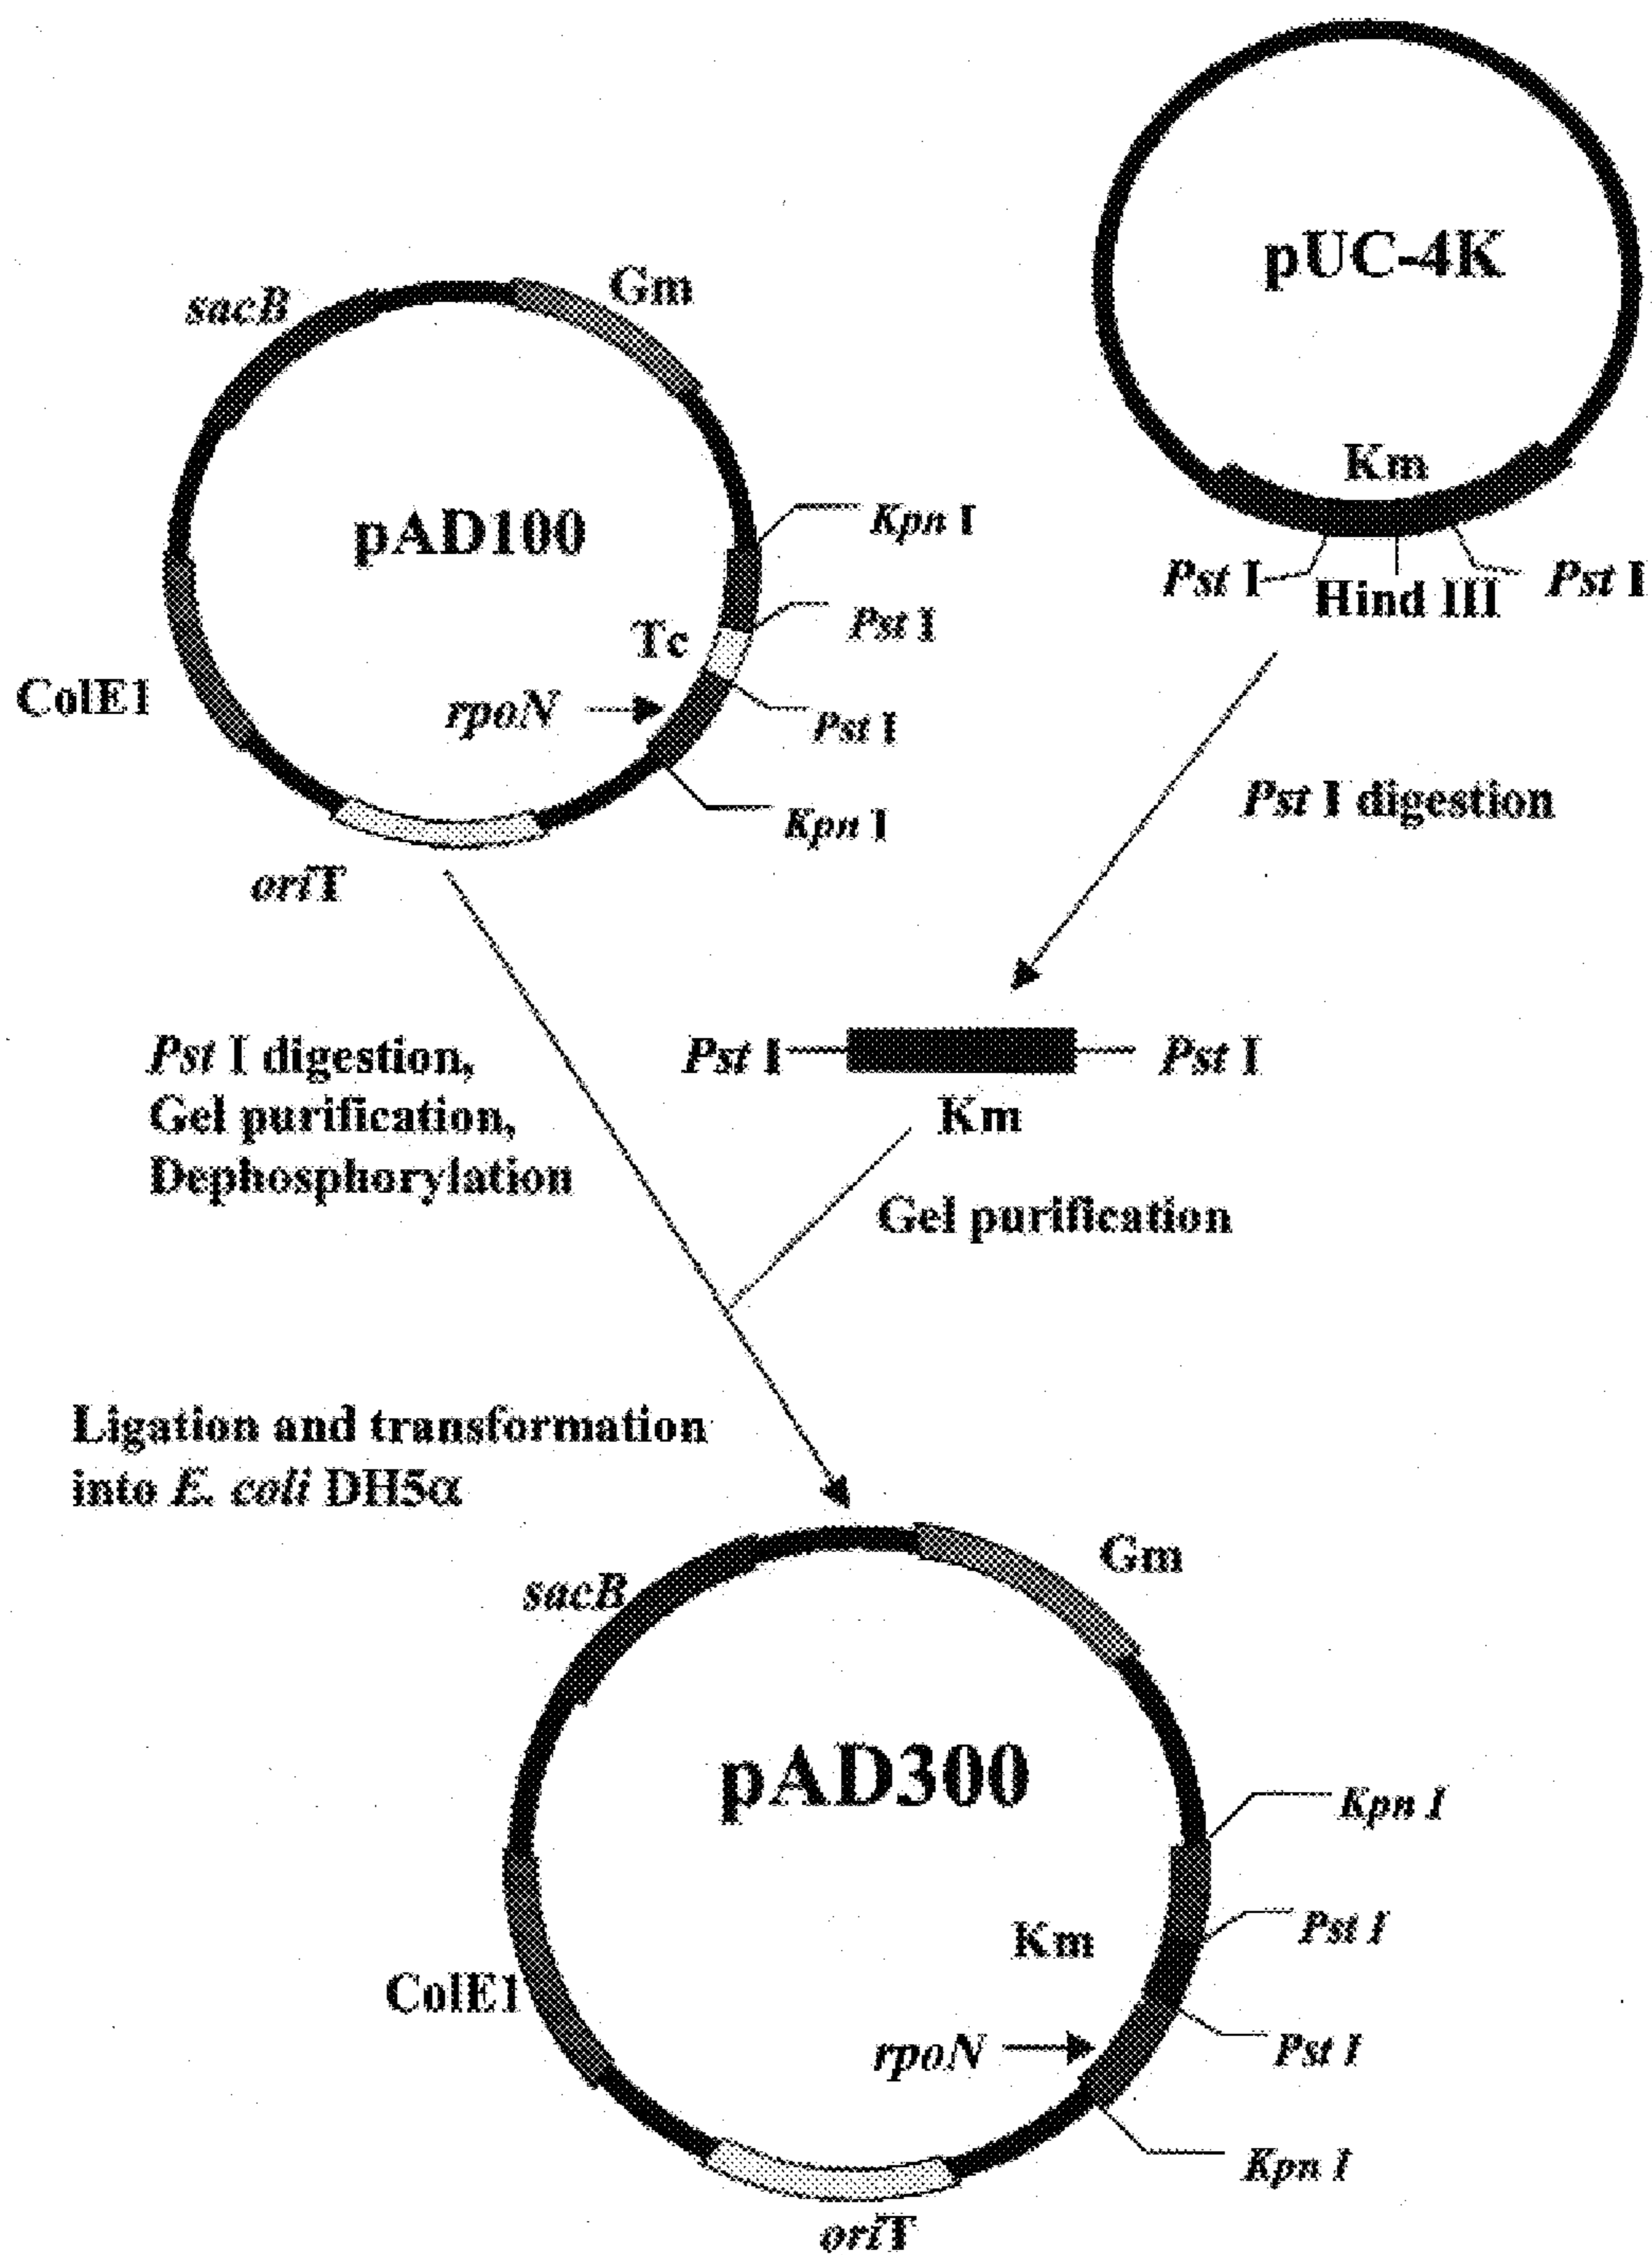 pUC-4K
Km
Pst I
Hind III
Pst I
sacB
Gm
pAD100
Kpn I
Pst I
Tc
ColE1
rpoN
Pst I
Kpn I
oriT
Pst I digestion
Pst I
Pst I
Km
Pst I digestion,
Gel purification,
Dephosphorylation
Gel purification
Ligation and transformation
into E. coli DH5α
Gm
sacB
pAD300
Kpn I
Pst I
Km
ColE1
rpoN
Pst I
Kpn I
oriT